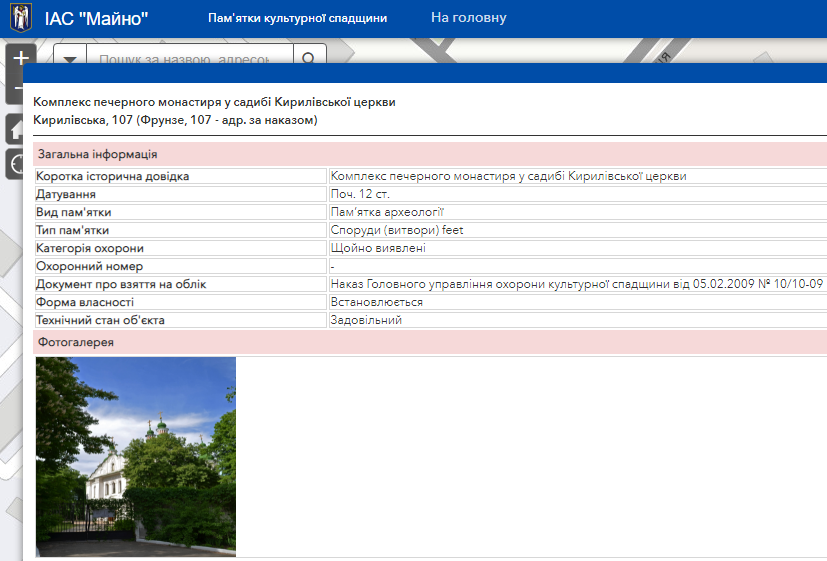 ІАС "Майно" Пам'ятки культурної спадщини На головну
Пошук за назвою, адресою
Комплекс печерного монастиря у садибі Кирилівської церкви
Кирилівська, 107 (Фрунзе, 107 - адр. за наказом)
Загальна інформація
Коротка історична довідка Комплекс печерного монастиря у садибі Кирилівської церкви
Датування Поч. 12 ст.
Вид пам'ятки Пам'ятка археології
Тип пам'ятки Споруди (витвори) feet
Категорія охорони Щойно виявлені
Охоронний номер -
Документ про взяття на облік Наказ Головного управління охорони культурної спадщини від 05.02.2009 № 10/10-09
Форма власності Встановлюється
Технічний стан об'єкта Задовільний
Фотогалерея